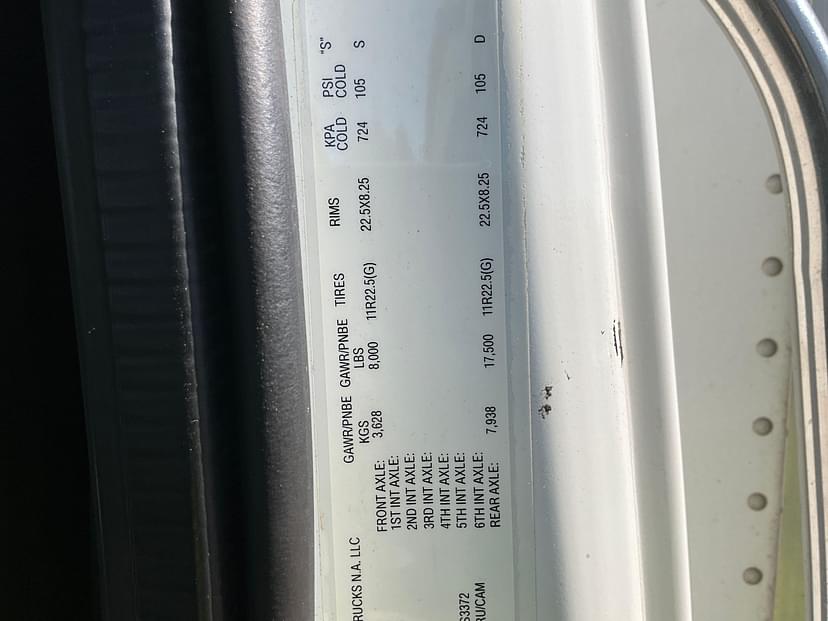 RUCKS N.A. LLC
GAWR/PNBE GAWR/PNBE TIRES RIMS KPA PSI "S"
KGS LBS COLD COLD
FRONT AXLE: 3,628 8,000 11R22.5(G) 22.5X8.25 724 105 S
1ST INT AXLE:
2ND INT AXLE:
3RD INT AXLE:
4TH INT AXLE:
5TH INT AXLE:
6TH INT AXLE:
REAR AXLE: 7,938 17,500 11R22.5(G) 22.5X8.25 724 105 D
63372
RU/CAM